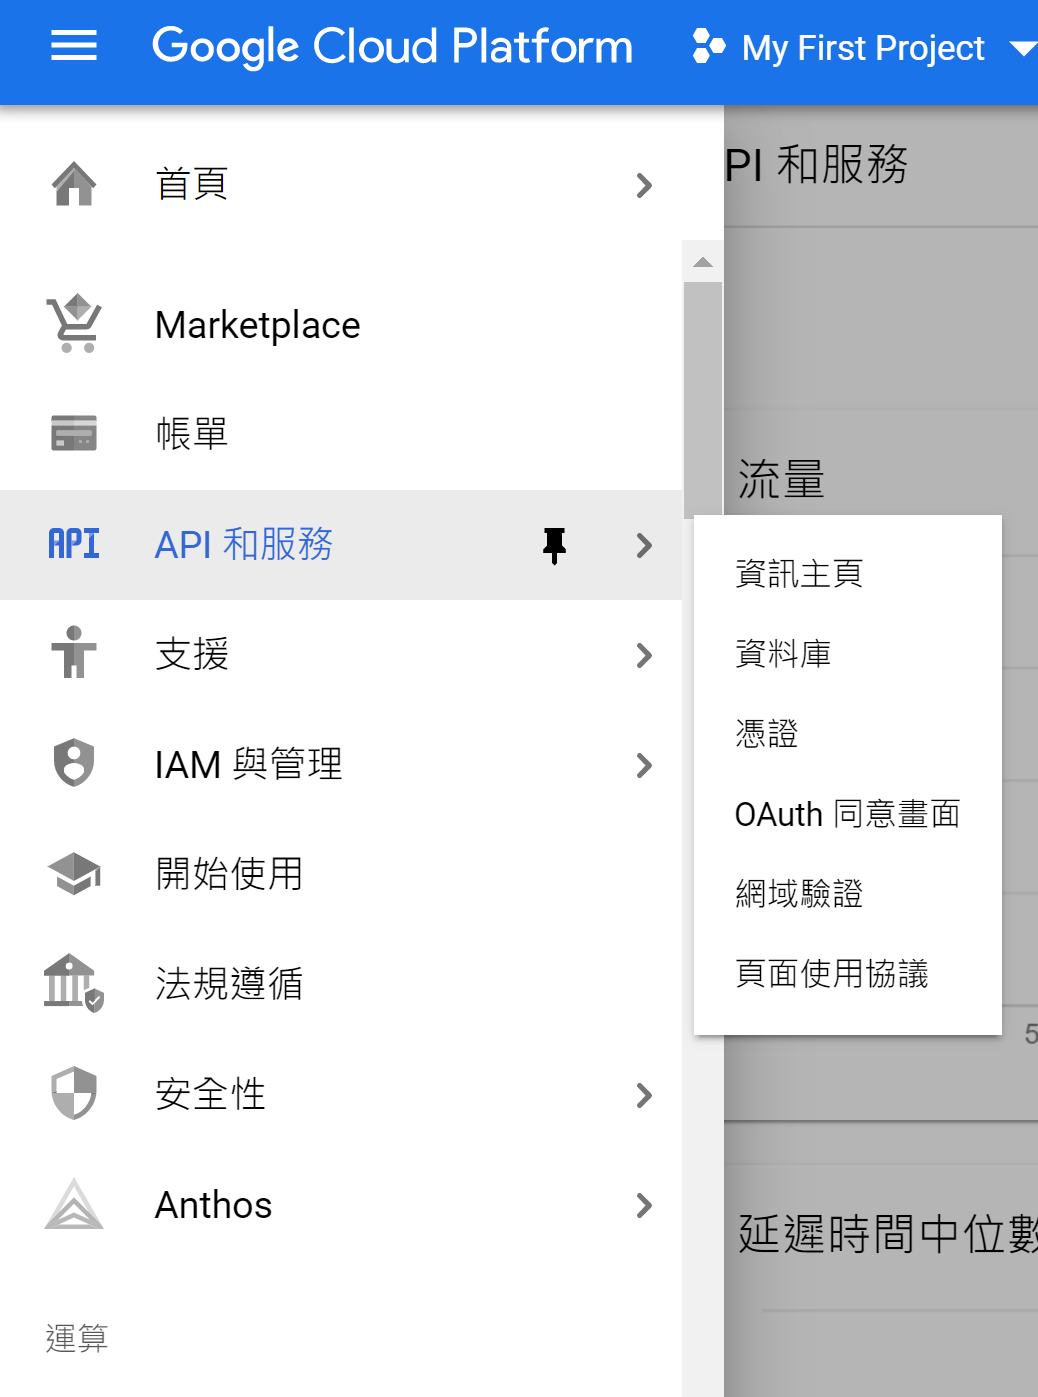 Google Cloud Platform
My First Project
首頁
Marketplace
帳單
API
API 和服務
支援
IAM 與管理
開始使用
法規遵循
安全性
Anthos
運算
資訊主頁
資料庫
憑證
OAuth 同意畫面
網域驗證
頁面使用協議
PI 和服務
流量
5
延遲時間中位數